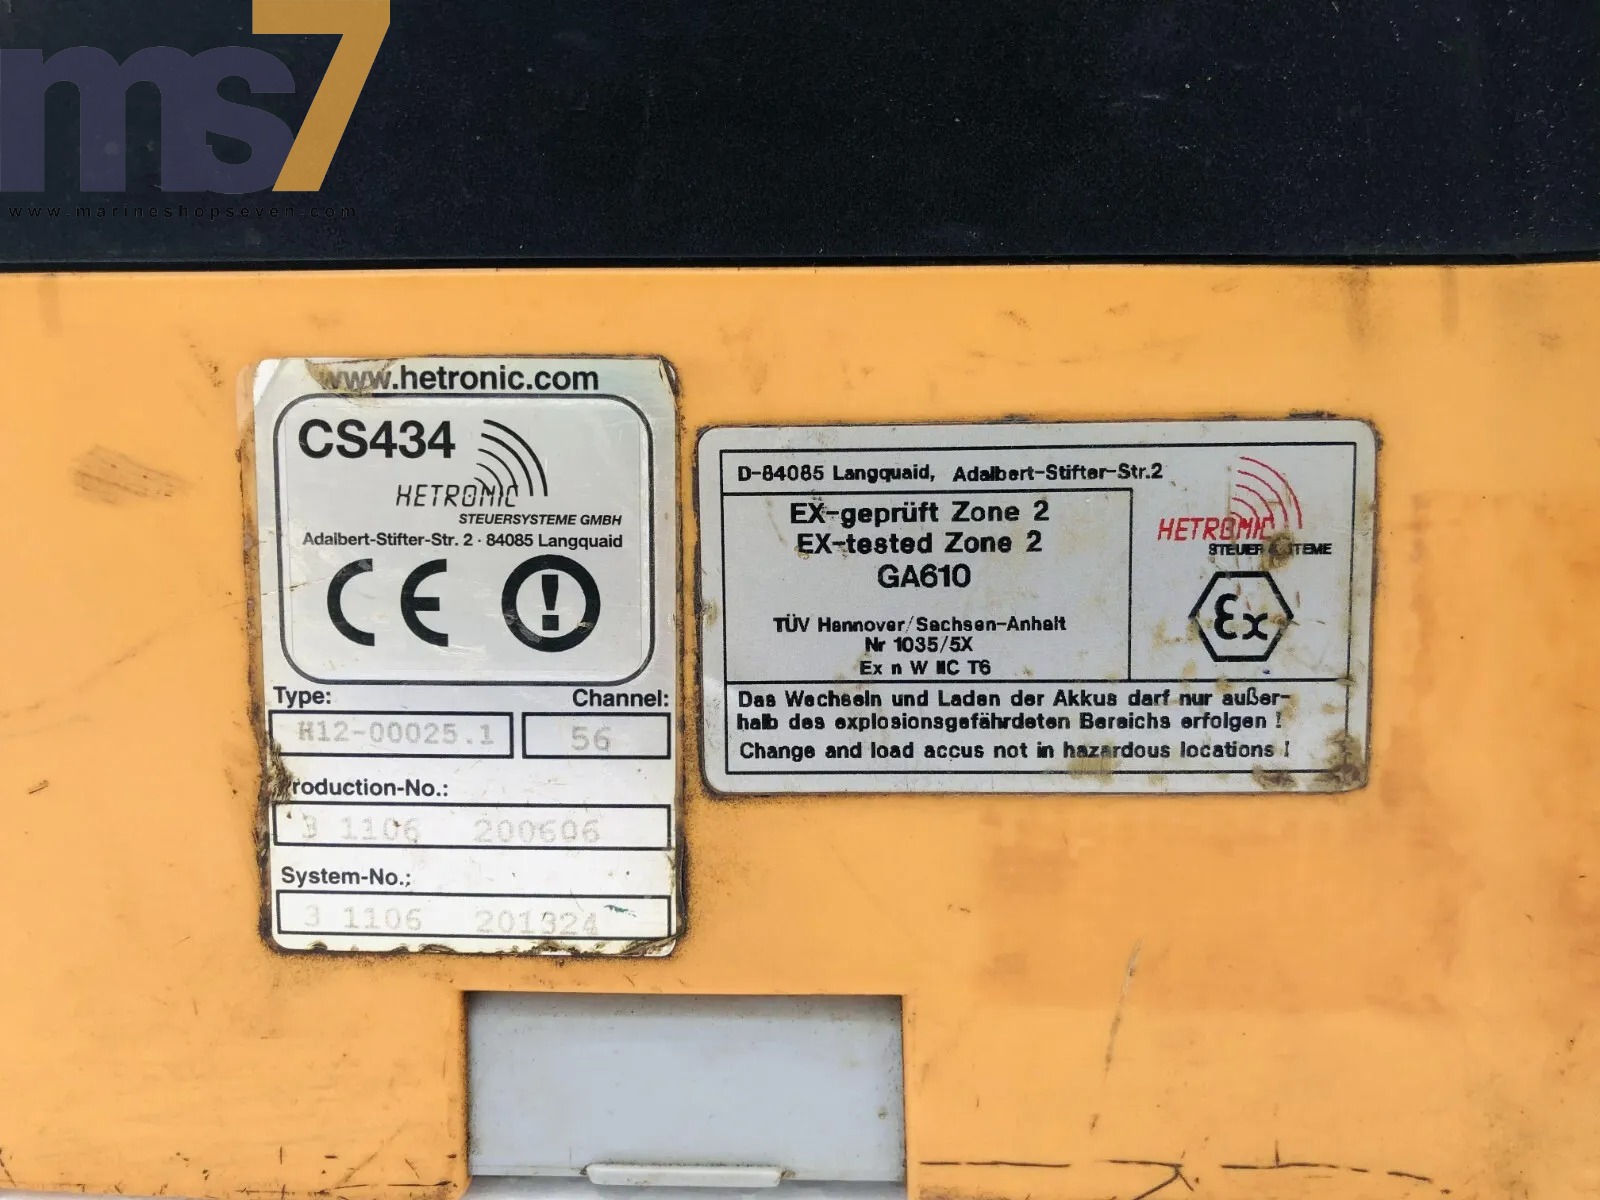 ms7
www.marineshopseven.com
www.hetronic.com
CS434
HETRONIC
STEUERSYSTEME GMBH
Adalbert-Stifter-Str. 2 · 84085 Langquaid
CE
Type:
Channel:
H12-00025.1
56
Production-No.:
3 1106 200606
System-No.:
3 1106 201324
D-84085 Langquaid, Adalbert-Stifter-Str.2
EX-geprüft Zone 2
EX-tested Zone 2
GA610
TÜV Hannover/Sachsen-Anhalt
Nr 1035/5X
Ex n W IIC T6
HETRONIC
STEUERSYSTEME
Ex
Das Wechseln und Laden der Akkus darf nur außer-
halb des explosionsgefährdeten Bereichs erfolgen !
Change and load accus not in hazardous locations !